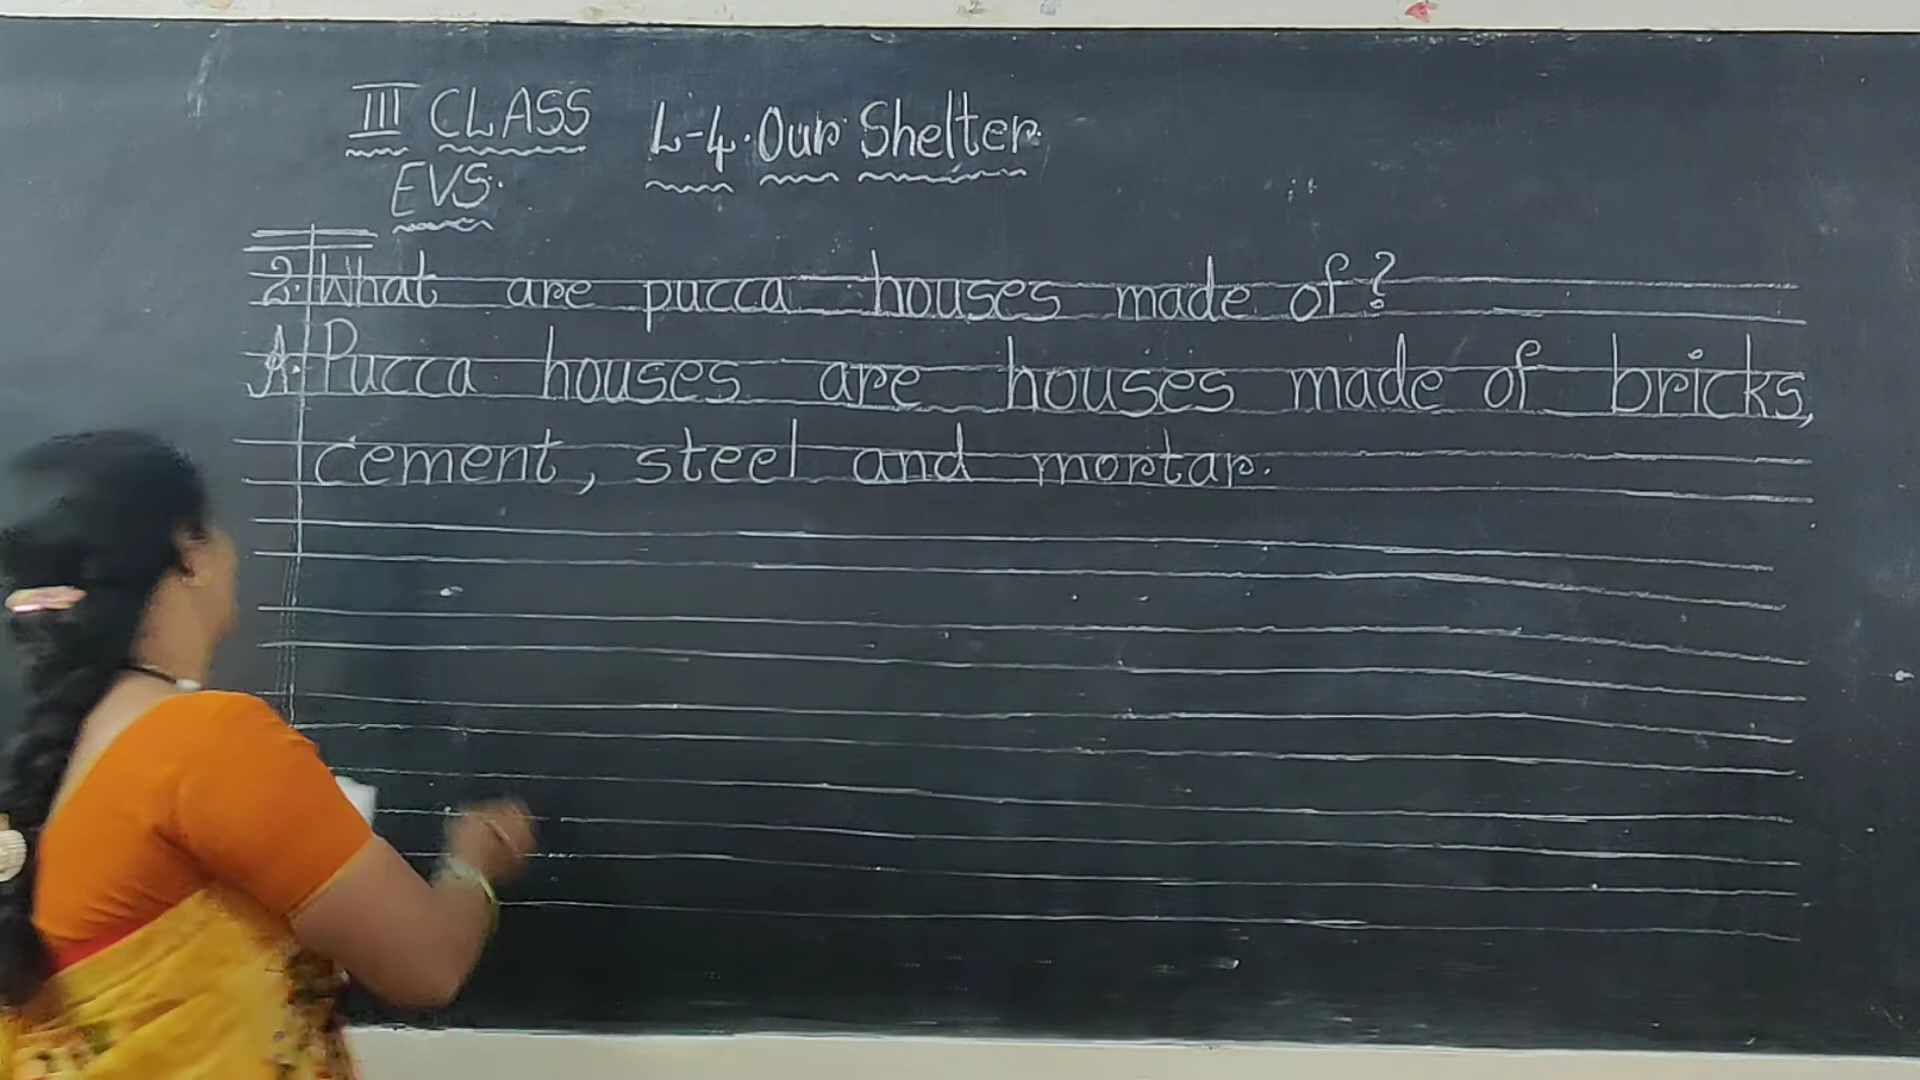 III CLASS L-4. Our Shelter.
EVS.
2. What are pucca houses made of?
A. Pucca houses are houses made of bricks,
cement, steel and mortar.